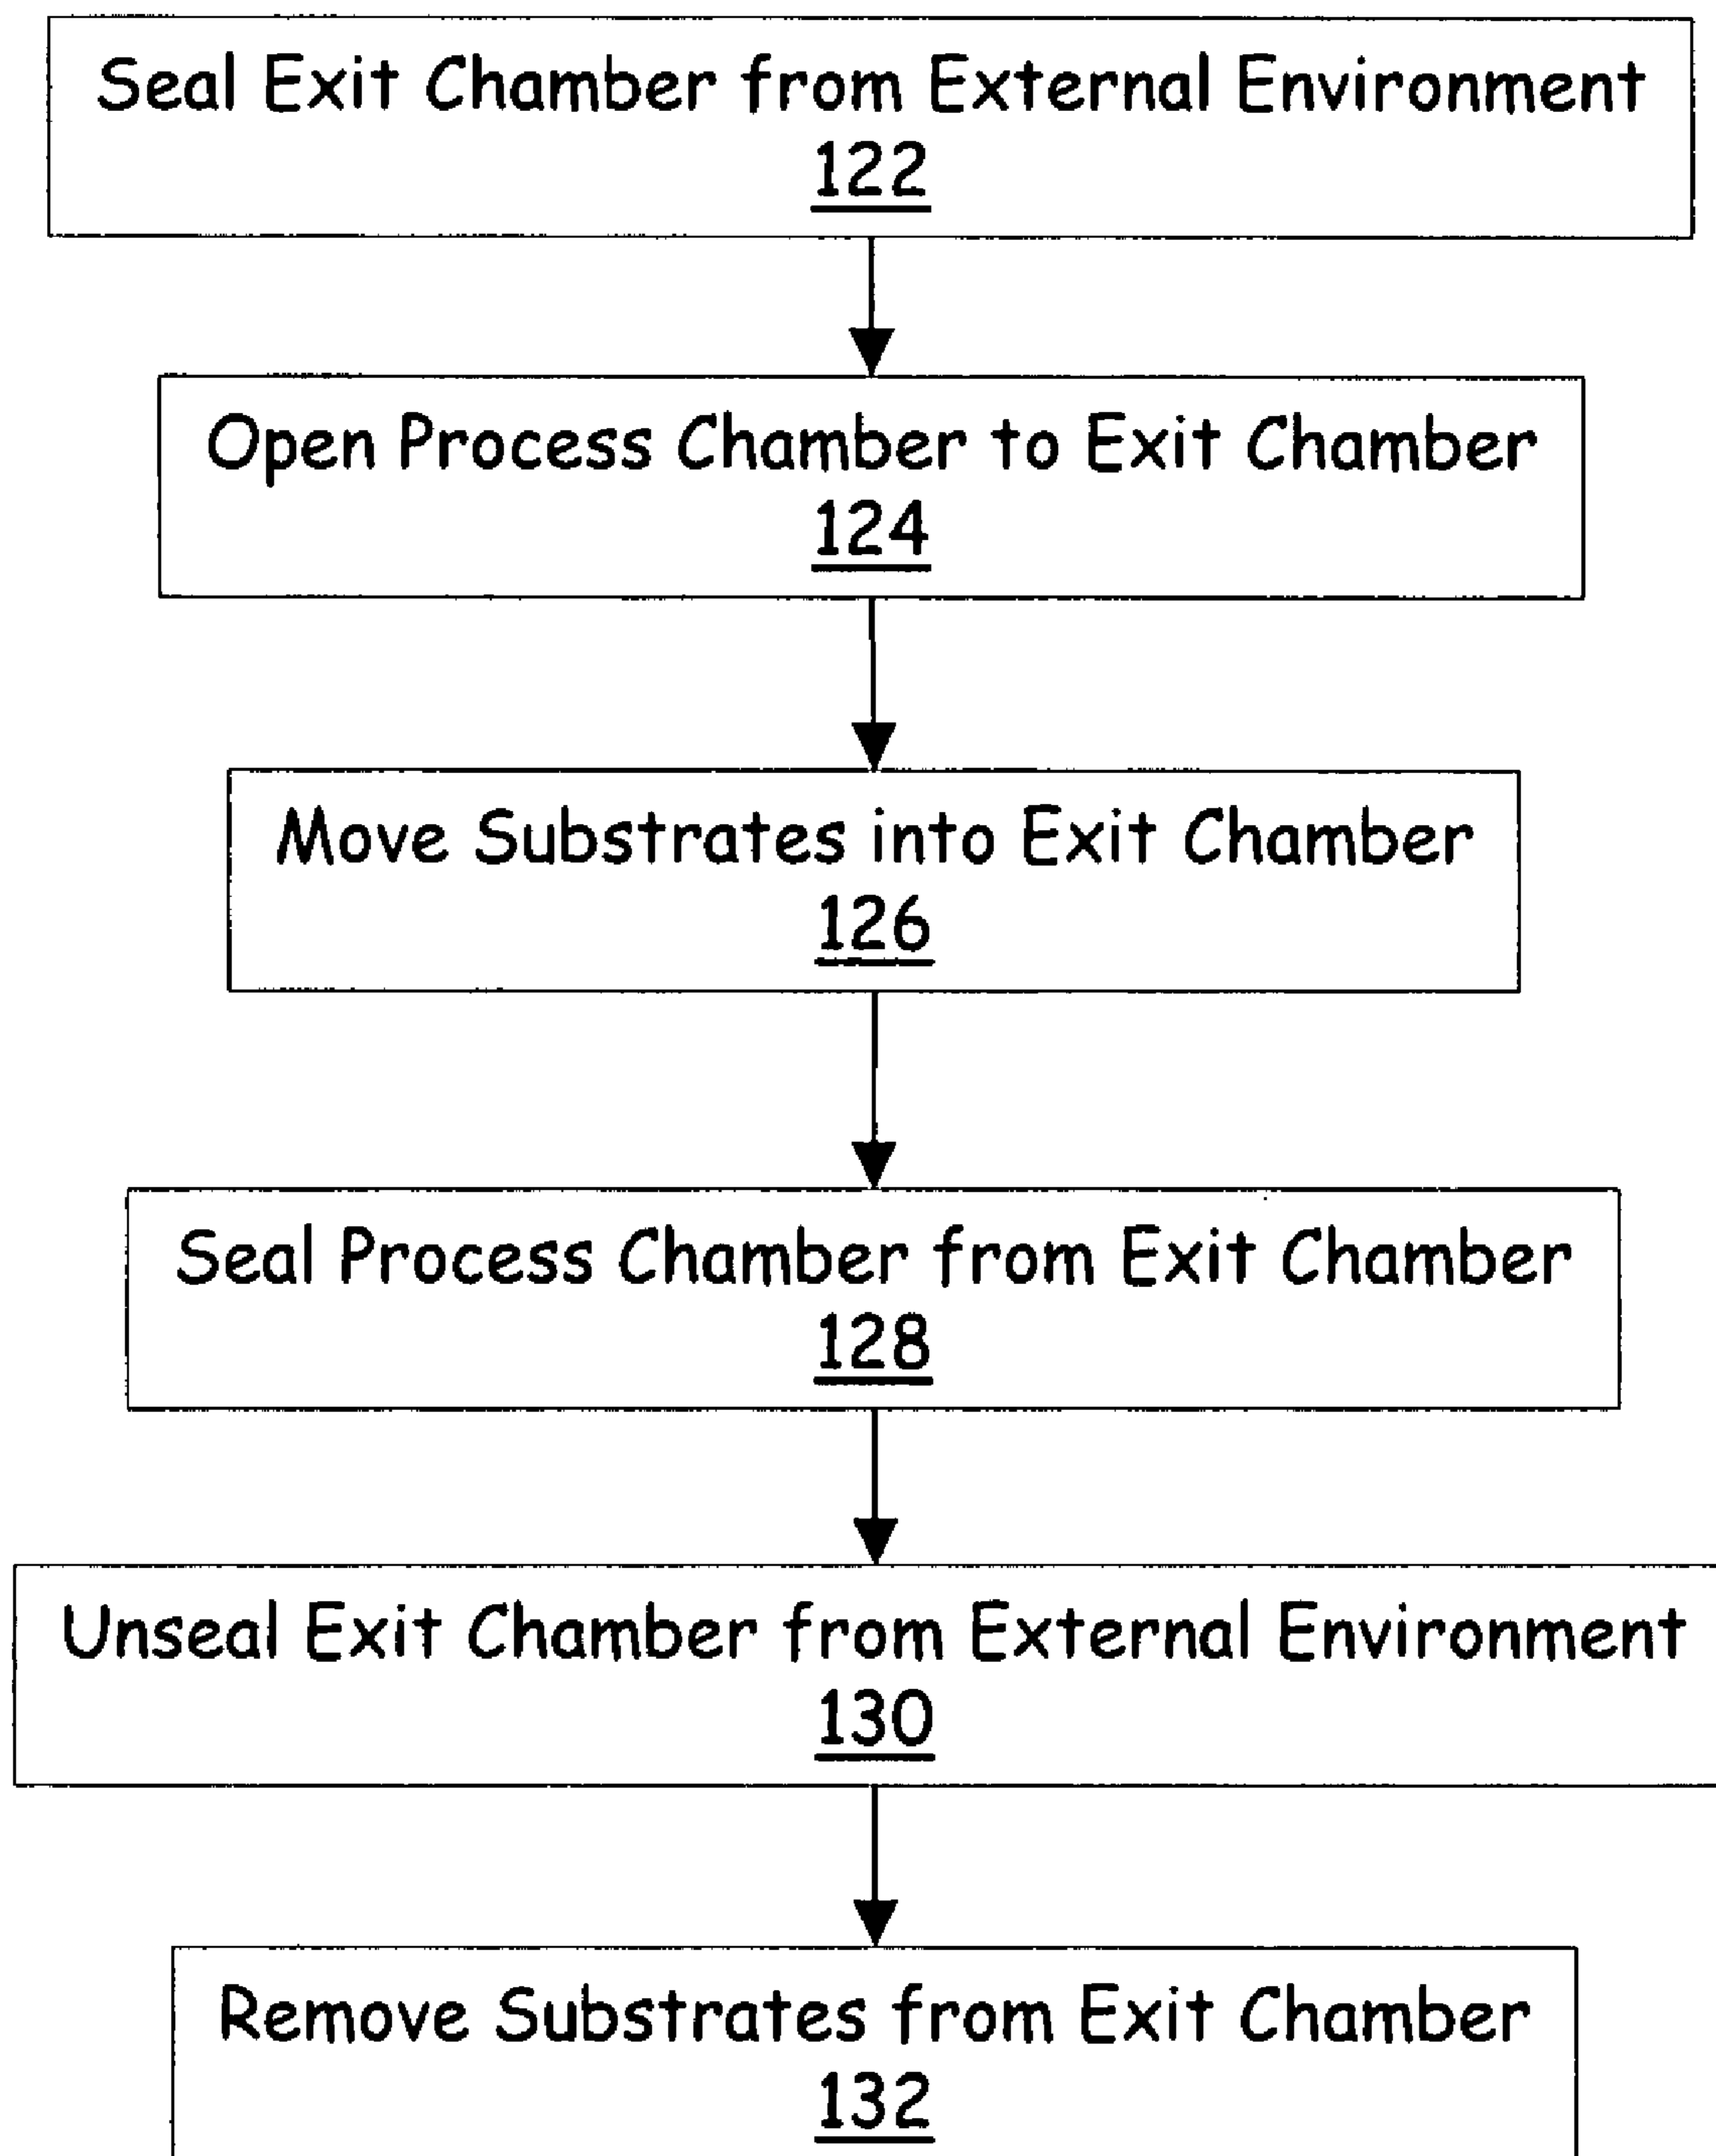 Seal Exit Chamber from External Environment
122
Open Process Chamber to Exit Chamber
124
Move Substrates into Exit Chamber
126
Seal Process Chamber from Exit Chamber
128
Unseal Exit Chamber from External Environment
130
Remove Substrates from Exit Chamber
132